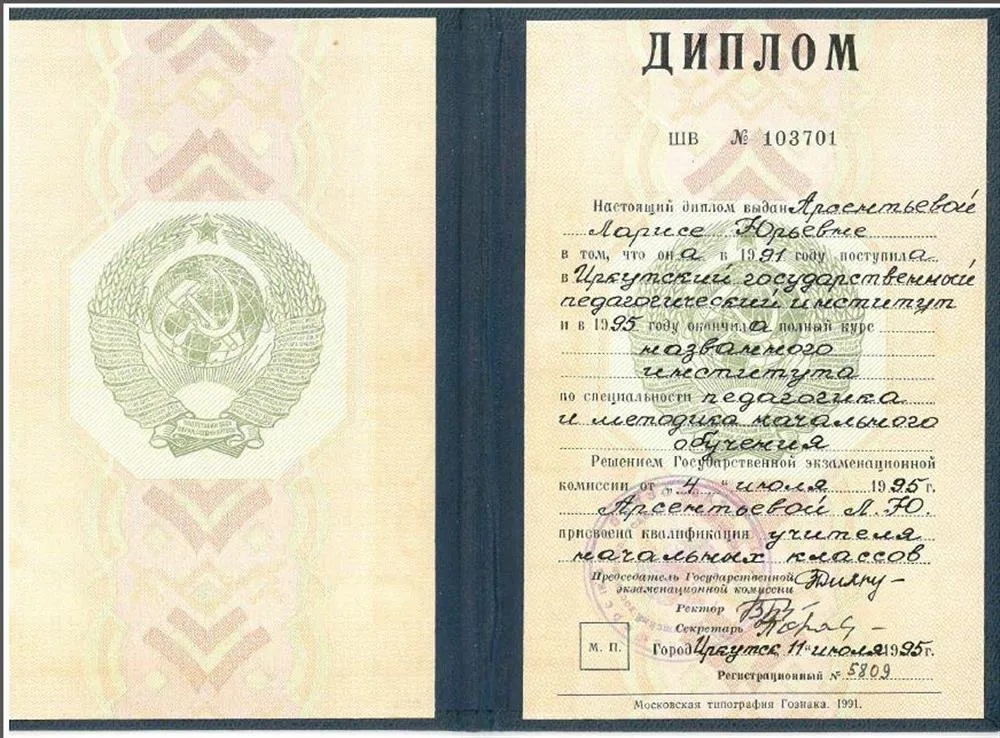 ДИПЛОМ
ШВ № 103701
Настоящий диплом выдан Арсентьевой
Ларисе Юрьевне
в том, что она в 1991 году поступила
в Иркутский государственный
педагогический институт
и в 1995 году окончила полный курс
названного
института
по специальности педагогика
и методика начального
обучения
Решением Государственной экзаменационной
комиссии от "4" июля 1995 г.
Арсентьевой Л.Ю.
присвоена квалификация учителя
начальных классов
Председатель Государственной
экзаменационной комиссии
Ректор
Секретарь
М. П.
Город Иркутск 11 "июля 1995 г.
Регистрационный № 5809
Московская типография Гознака. 1991.